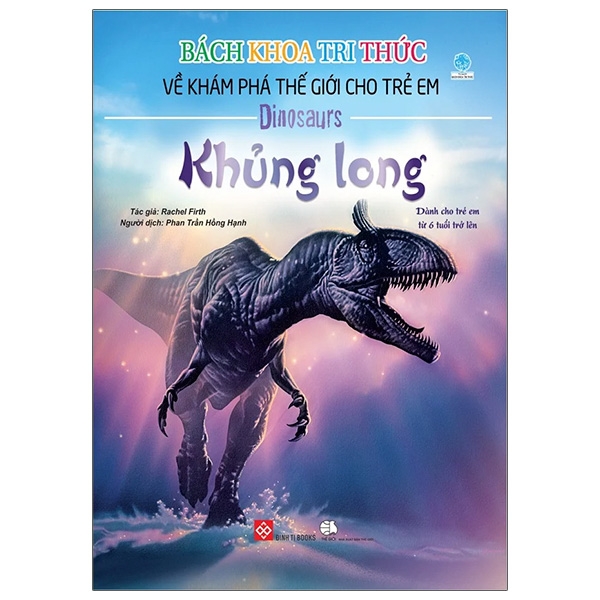 BÁCH KHOA TRI THỨC
VỀ KHÁM PHÁ THẾ GIỚI CHO TRẺ EM
Dinosaurs
Khủng long
Tác giả: Rachel Firth
Người dịch: Phan Trần Hồng Hạnh
Dành cho trẻ em
từ 6 tuổi trở lên
ĐINH TỊ BOOKS